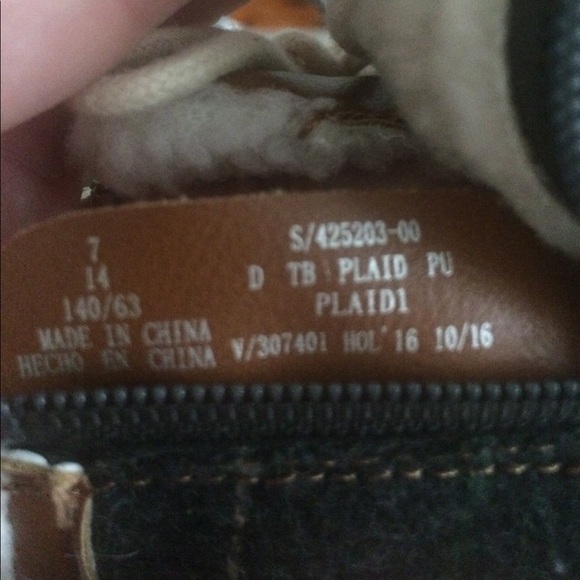 7
14
140/63
MADE IN CHINA
HECHO EN CHINA
S/425203-00
D TB PLAID PU
PLAID1
V/307401 HOL'16 10/16